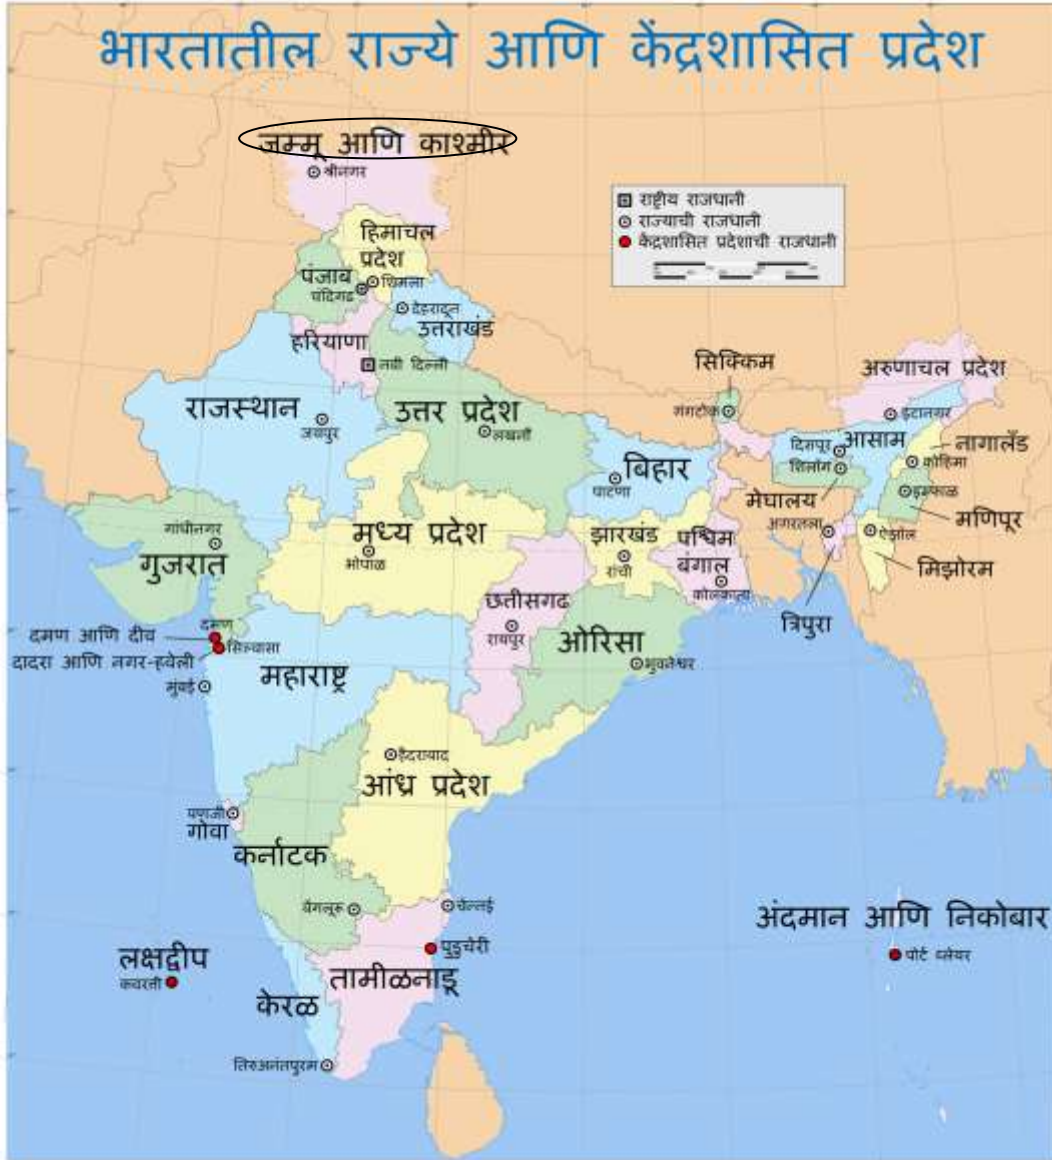 भारतातील राज्ये आणि केंद्रशासित प्रदेश
जम्मू आणि काश्मीर
श्रीनगर
राष्ट्रीय राजधानी
राज्याची राजधानी
केंद्रशासित प्रदेशाची राजधानी
हिमाचल
प्रदेश
पंजाब
शिमला
चंदिगढ
देहरादून
उत्तराखंड
हरियाणा
नवी दिल्ली
सिक्किम
अरुणाचल प्रदेश
राजस्थान
जयपुर
उत्तर प्रदेश
लखनौ
गंगटोक
इटानगर
दिसपूर
आसाम
नागालँड
बिहार
पाटणा
शिलाँग
कोहिमा
मेघालय
इम्फाळ
गांधीनगर
गुजरात
मध्य प्रदेश
भोपाळ
झारखंड
रांची
पश्चिम
बंगाल
कोलकाता
अगरतला
मणिपूर
ऐझॉल
मिझोरम
त्रिपुरा
छत्तीसगढ
रायपुर
ओरिसा
भुवनेश्वर
दमण
दमण आणि दीव
दादरा आणि नगर-हवेली
सिल्वासा
मुंबई
महाराष्ट्र
हैदराबाद
आंध्र प्रदेश
पणजी
गोवा
कर्नाटक
बेंगलूरू
चेन्नई
अंदमान आणि निकोबार
पोर्ट ब्लेयर
लक्षद्वीप
कवरत्ती
पुडुचेरी
तामीळनाडू
केरळ
तिरुअनंतपुरम